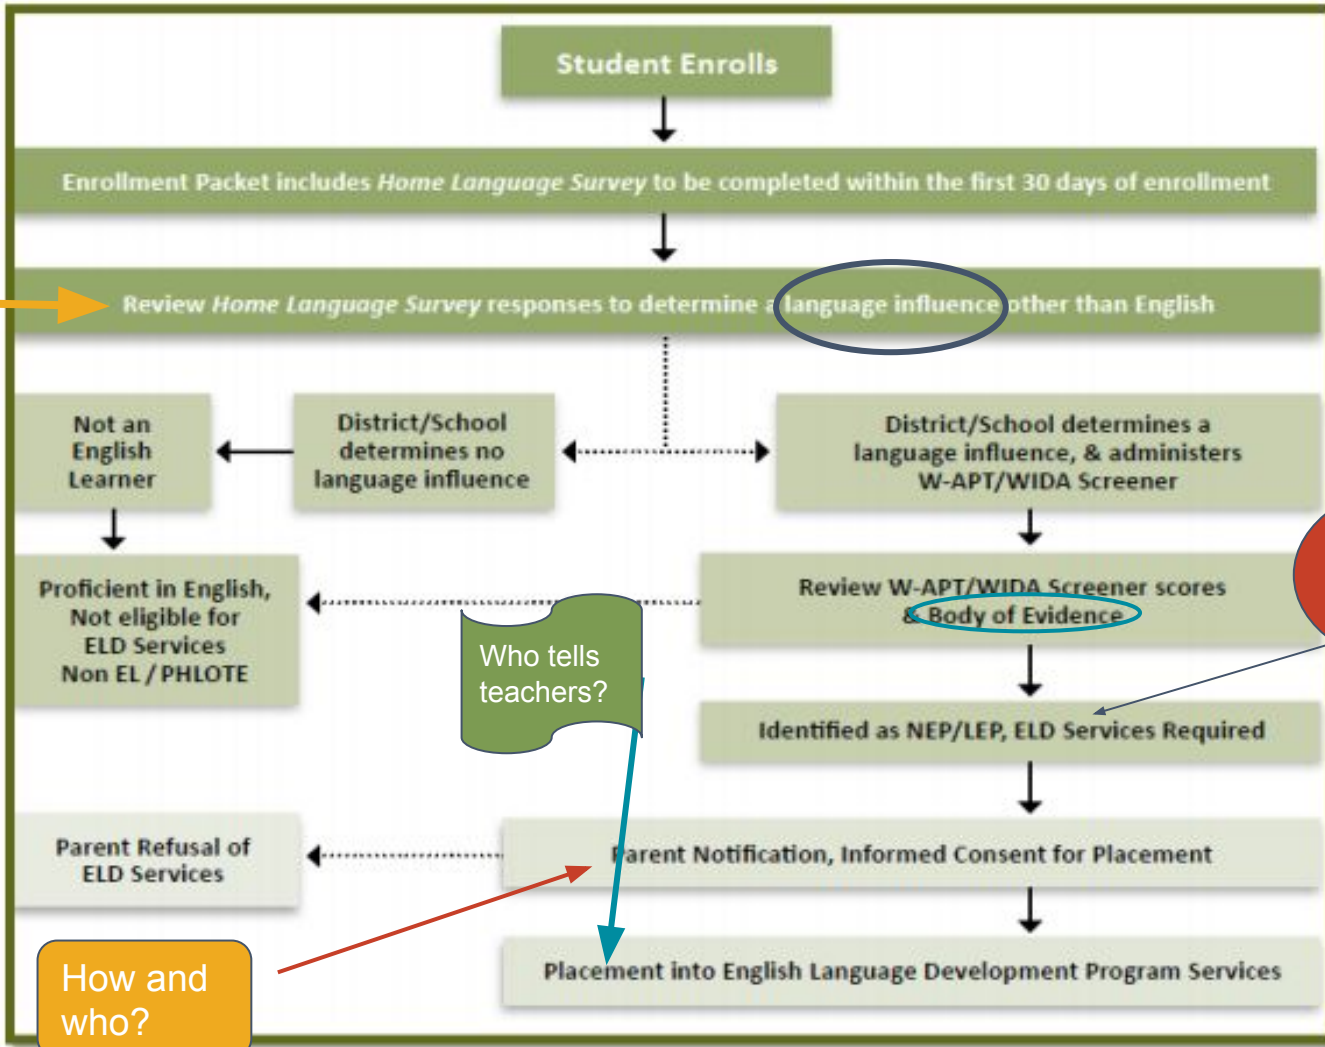 Student Enrolls
Enrollment Packet includes Home Language Survey to be completed within the first 30 days of enrollment
Review Home Language Survey responses to determine a language influence other than English
Not an
English
Learner
District/School
determines no
language influence
District/School determines a
language influence, & administers
W-APT/WIDA Screener
Proficient in English,
Not eligible for
ELD Services
Non EL / PHLOTE
Review W-APT/WIDA Screener scores
& Body of Evidence
Who tells
teachers?
Identified as NEP/LEP, ELD Services Required
Parent Refusal of
ELD Services
Parent Notification, Informed Consent for Placement
Placement into English Language Development Program Services
How and
who?